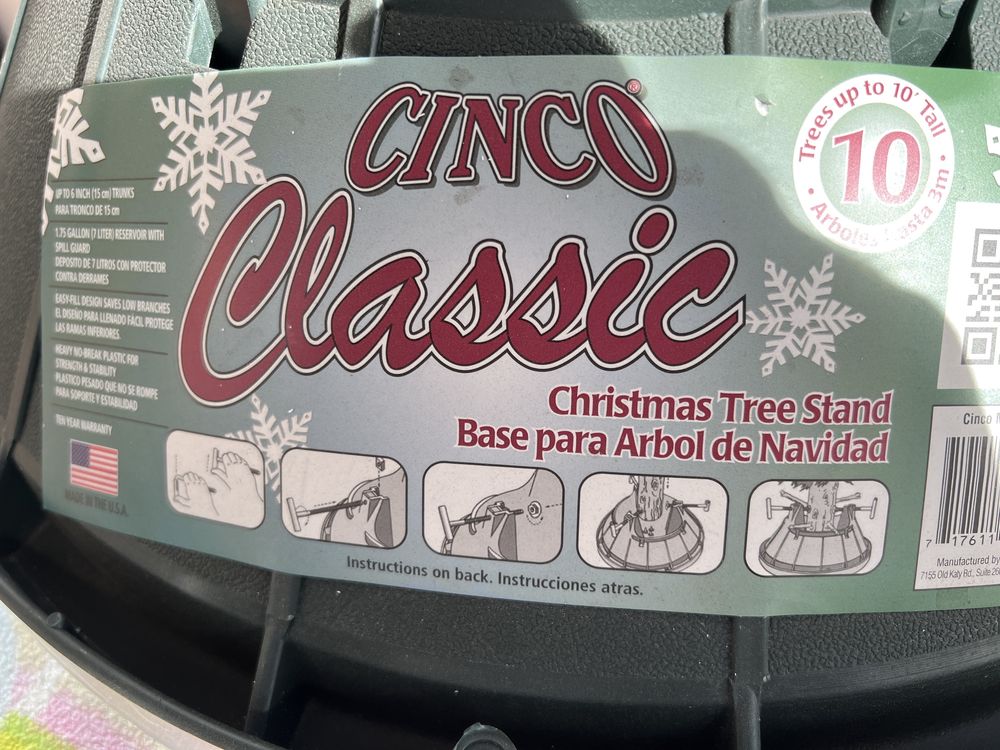 CINCO®
Classic
Christmas Tree Stand
Base para Arbol de Navidad
Trees up to 10' Tall
10
Arboles hasta 3m
UP TO 6 INCH (15 cm) TRUNKS
PARA TRONCO DE 15 cm
1.75 GALLON (7 LITER) RESERVOIR WITH
SPILL GUARD
DEPOSITO DE 7 LITROS CON PROTECTOR
CONTRA DERRAMES
EASY-FILL DESIGN SAVES LOW BRANCHES
EL DISEÑO PARA LLENADO FÁCIL PROTEGE
LAS RAMAS INFERIORES.
HEAVY NO-BREAK PLASTIC FOR
STRENGTH & STABILITY
PLASTICO PESADO QUE NO SE ROMPE
PARA SOPORTE Y ESTABILIDAD
TEN YEAR WARRANTY
MADE IN THE U.S.A.
Instructions on back. Instrucciones atras.
Cinco
7 17611
Manufactured by
7155 Old Katy Rd., Suite